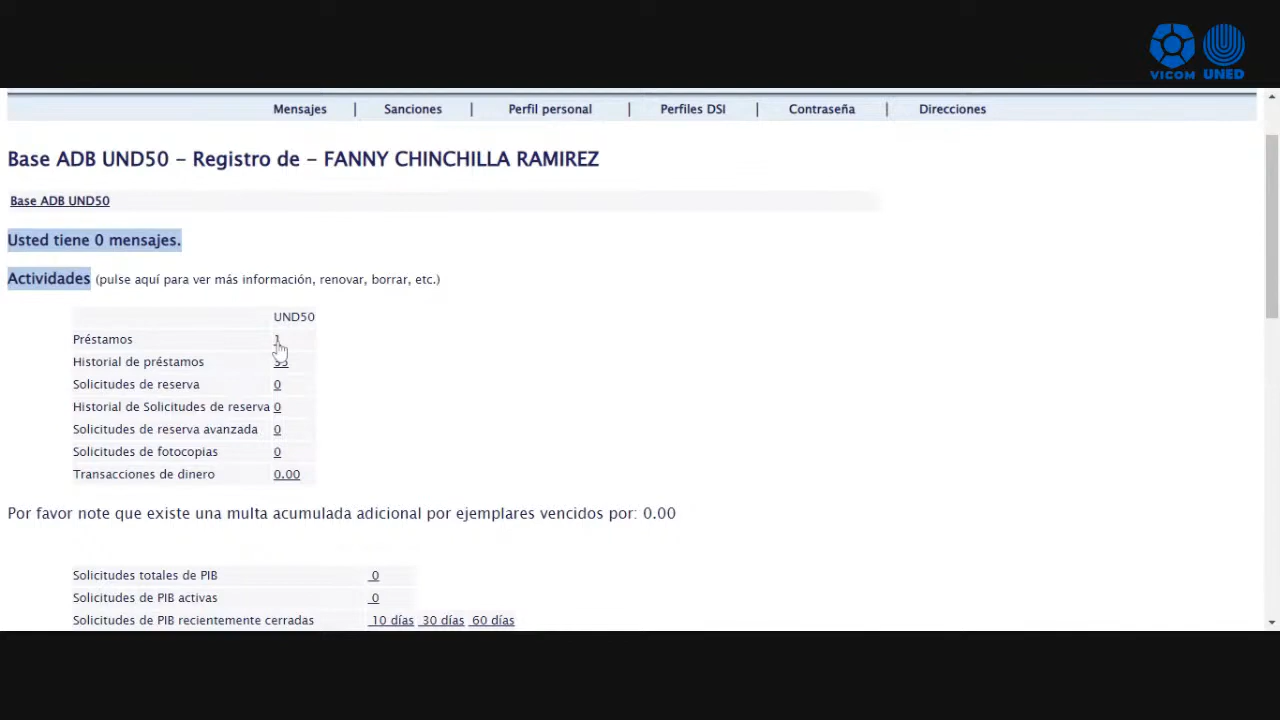 VICOM UNED
Mensajes | Sanciones | Perfil personal | Perfiles DSI | Contraseña | Direcciones
Base ADB UND50 - Registro de - FANNY CHINCHILLA RAMIREZ
Base ADB UND50
Usted tiene 0 mensajes.
Actividades (pulse aquí para ver más información, renovar, borrar, etc.)
UND50
Préstamos 1
Historial de préstamos
Solicitudes de reserva 0
Historial de Solicitudes de reserva 0
Solicitudes de reserva avanzada 0
Solicitudes de fotocopias 0
Transacciones de dinero 0.00
Por favor note que existe una multa acumulada adicional por ejemplares vencidos por: 0.00
Solicitudes totales de PIB 0
Solicitudes de PIB activas 0
Solicitudes de PIB recientemente cerradas 10 días 30 días 60 días